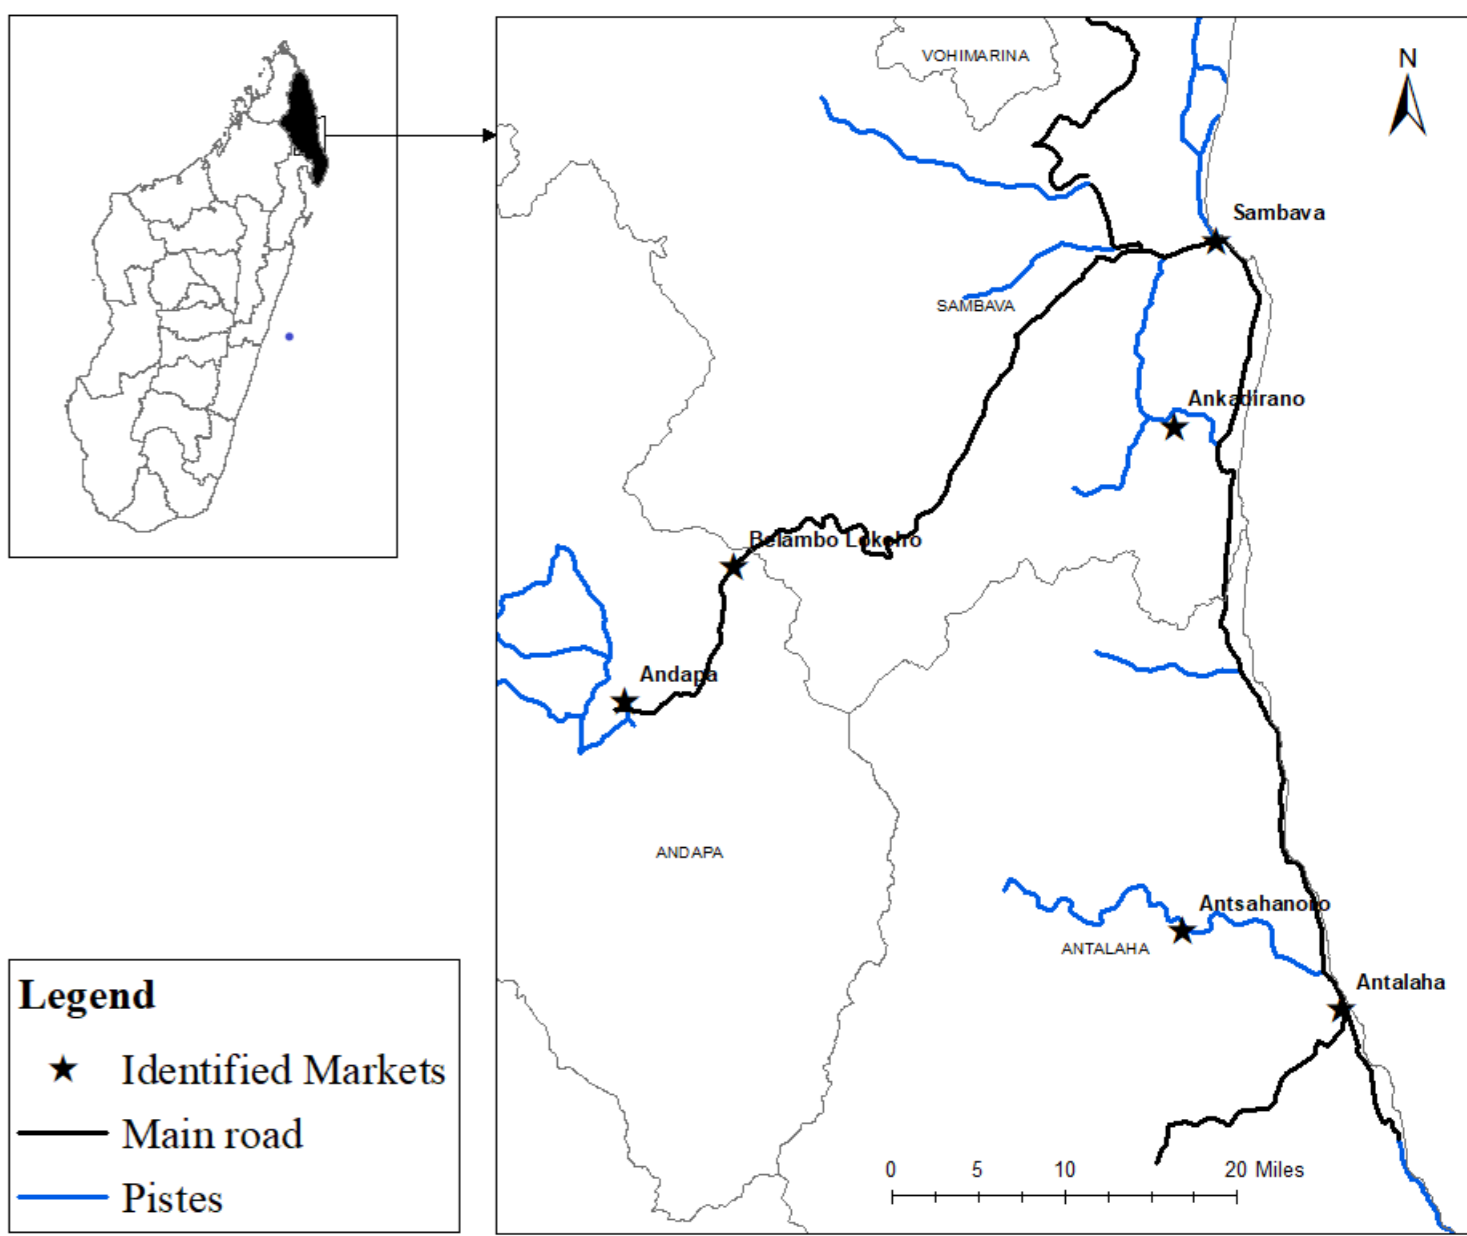 VOHIMARINA
N
Sambava
SAMBAVA
Ankadirano
Belambo Lokoho
Andapa
ANDAPA
Antsahanoro
ANTALAHA
Antalaha
0 5 10 20 Miles
Legend
Identified Markets
Main road
Pistes